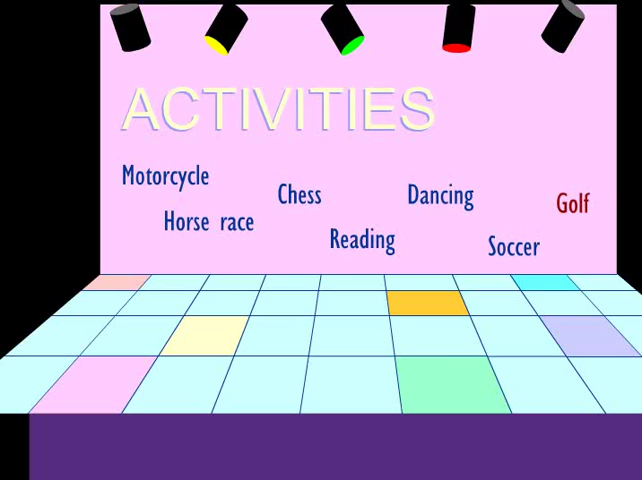 ACTIVITIES
Motorcycle
Chess
Dancing
Golf
Horse race
Reading
Soccer